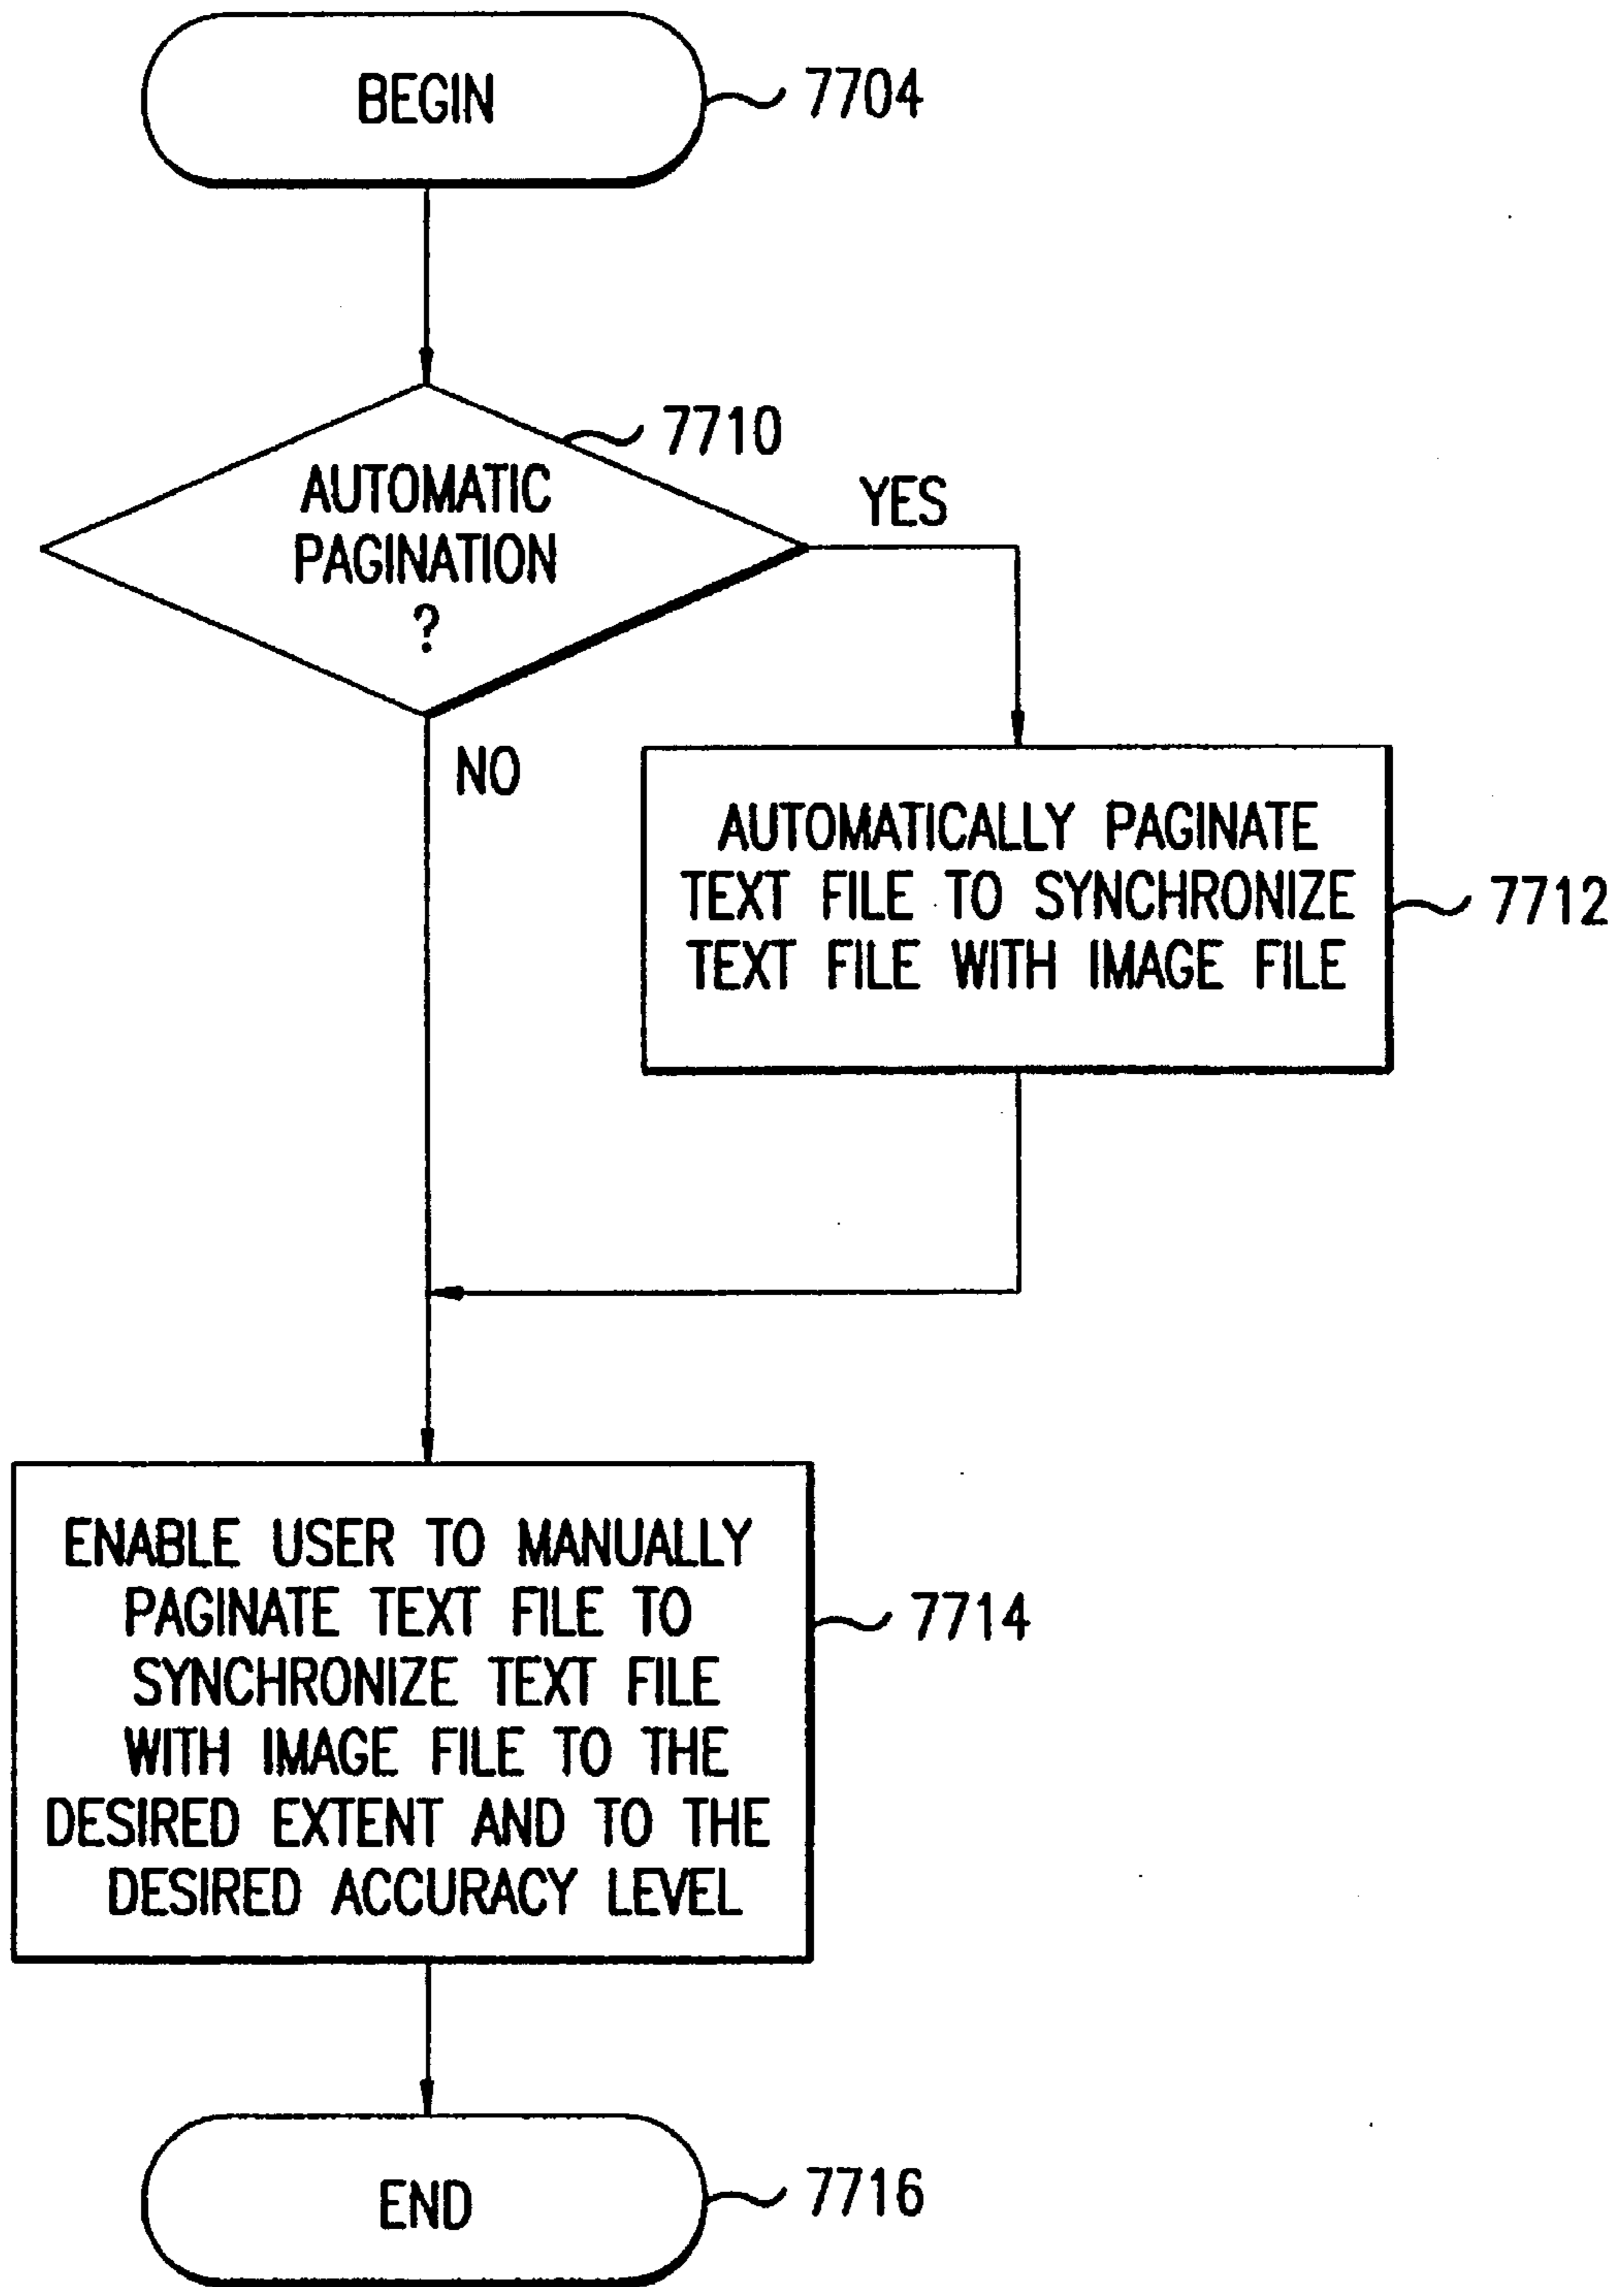 BEGIN
7704
7710
AUTOMATIC
PAGINATION
?
YES
NO
AUTOMATICALLY PAGINATE
TEXT FILE TO SYNCHRONIZE
TEXT FILE WITH IMAGE FILE
7712
ENABLE USER TO MANUALLY
PAGINATE TEXT FILE TO
SYNCHRONIZE TEXT FILE
WITH IMAGE FILE TO THE
DESIRED EXTENT AND TO THE
DESIRED ACCURACY LEVEL
7714
END
7716